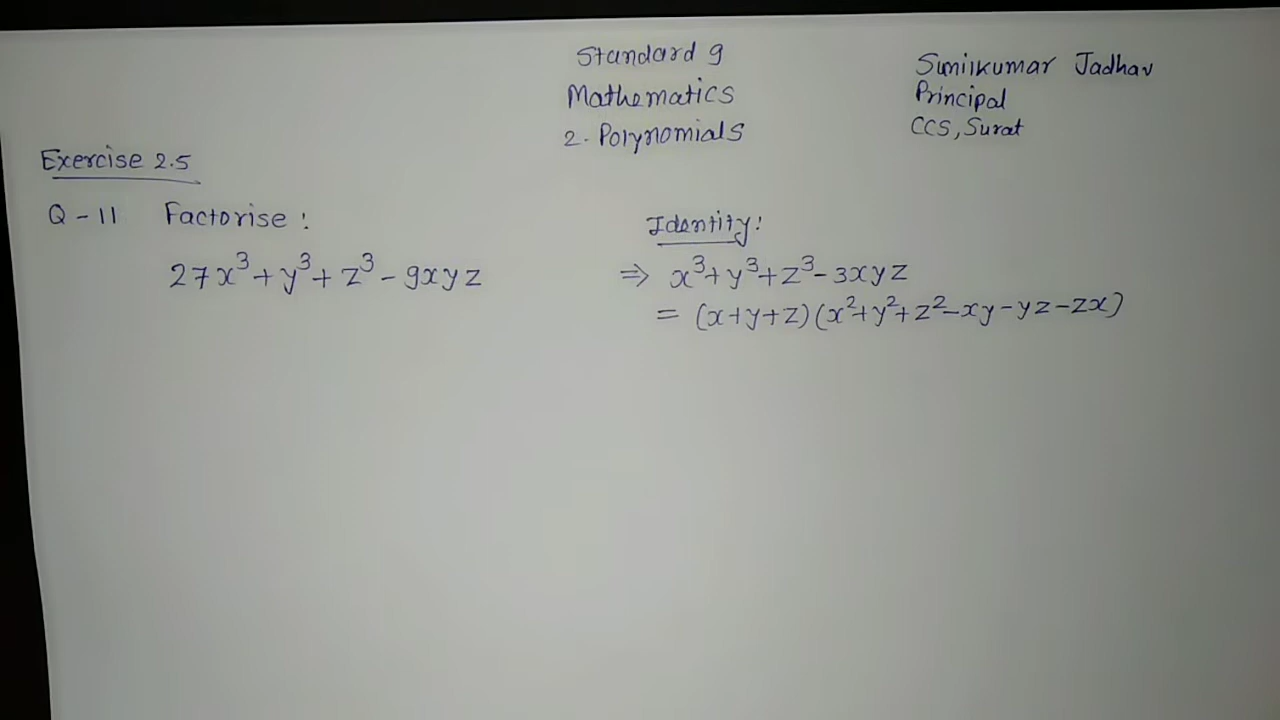 Standard 9
Mathematics
2. Polynomials
Sunilkumar Jadhav
Principal
CCS, Surat
Exercise 2.5
Q - 11 Factorise :
27x³ + y³ + z³ - 9xyz
Identity:
⇒ x³ + y³ + z³ - 3xyz
= (x+y+z)(x²+y²+z²-xy-yz-zx)